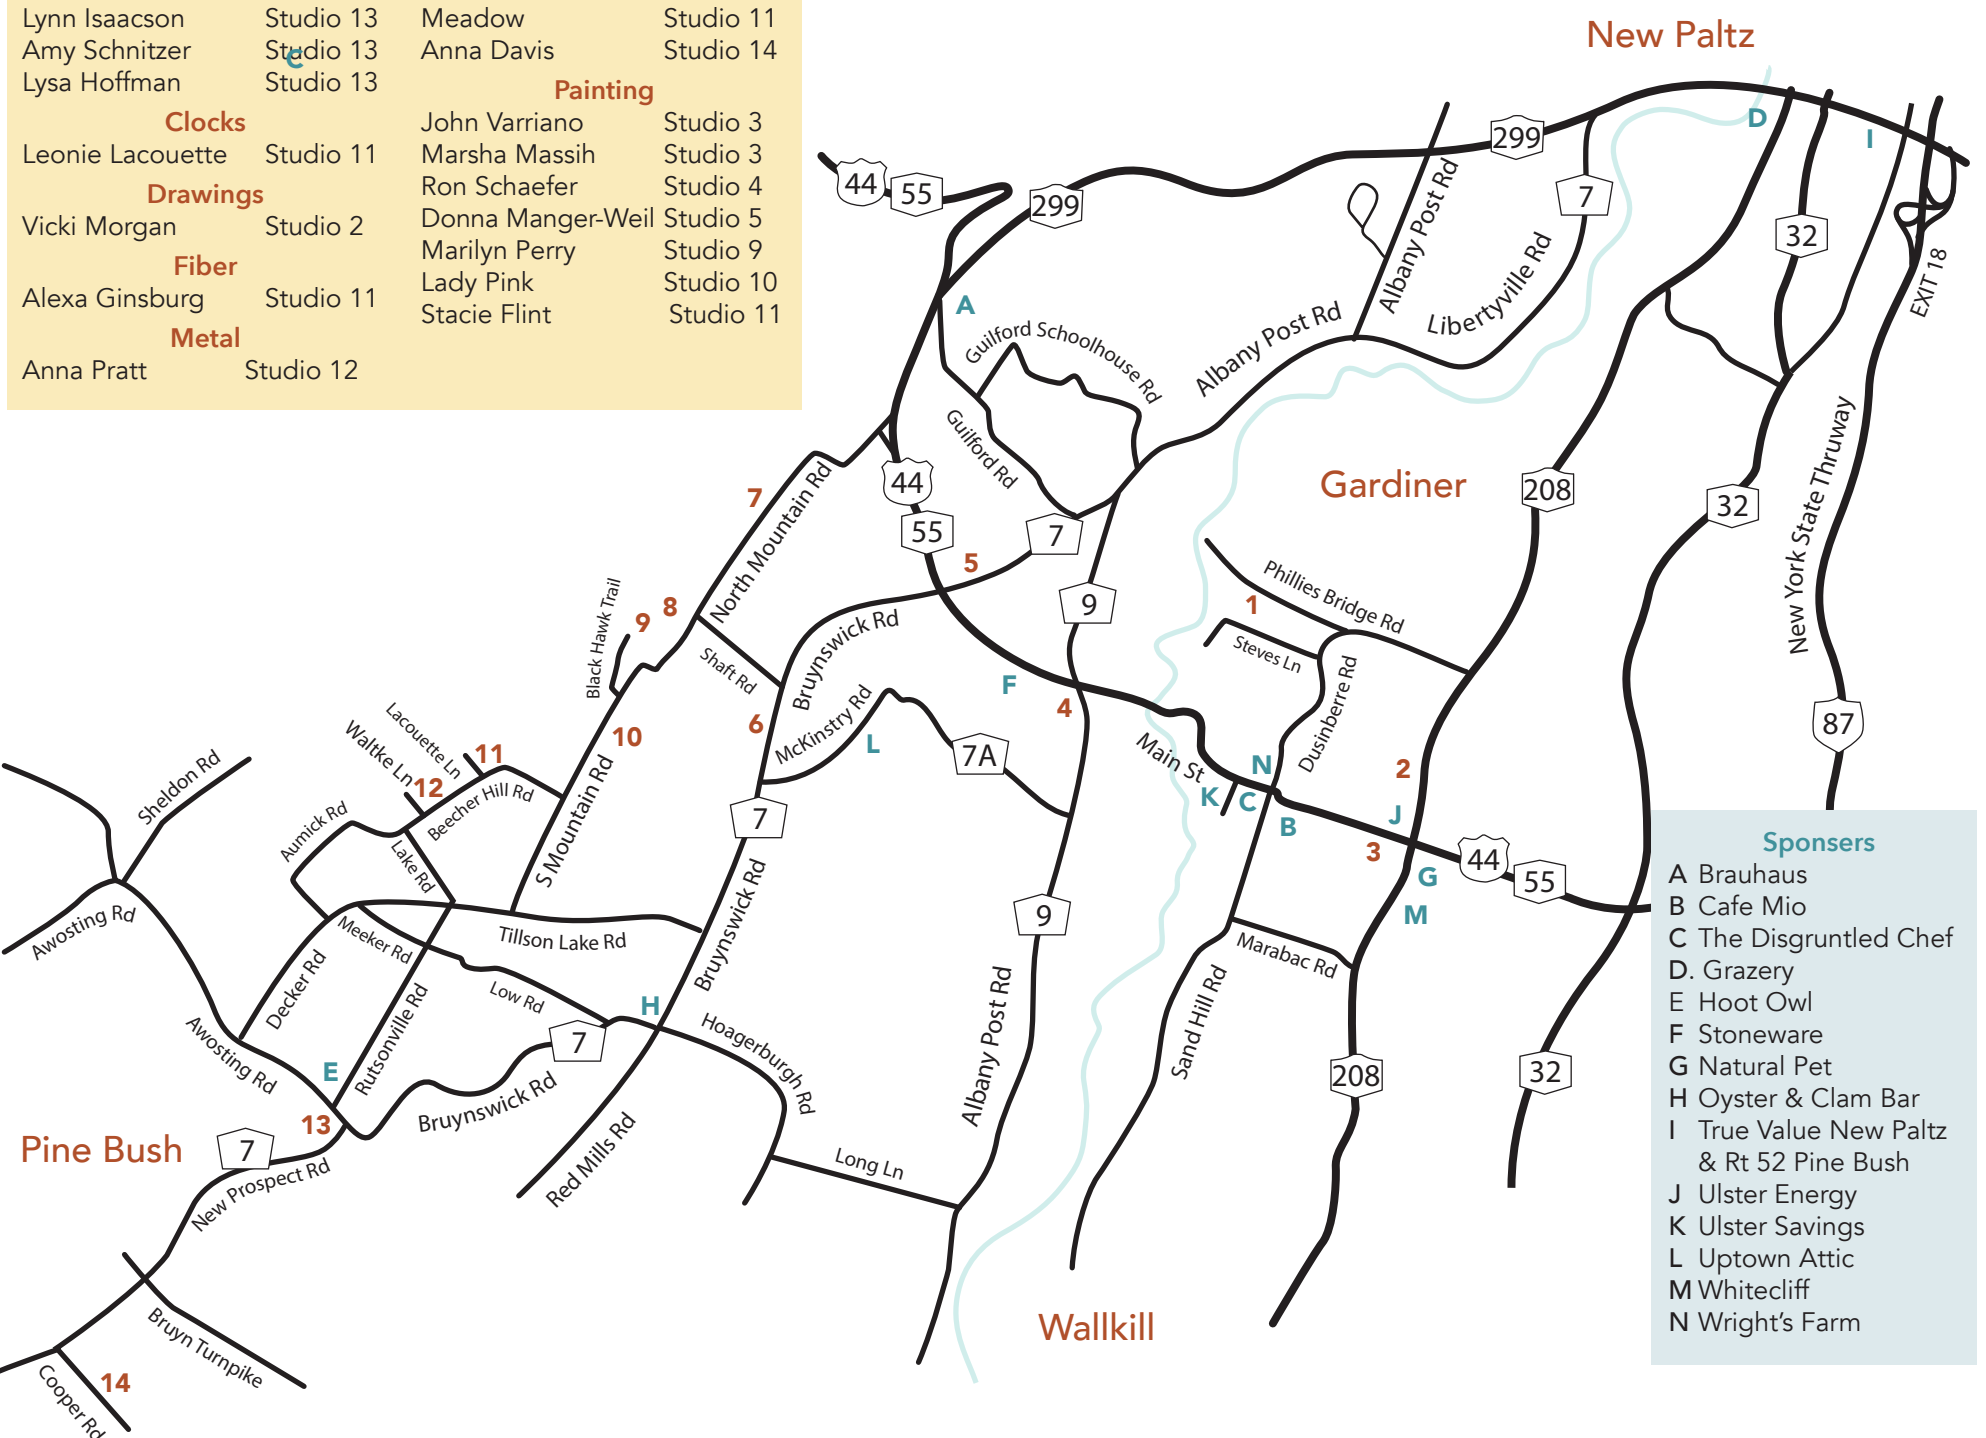 Lynn Isaacson Studio 13
Amy Schnitzer Studio 13
C
Lysa Hoffman Studio 13
Clocks
Leonie Lacouette Studio 11
Drawings
Vicki Morgan Studio 2
Fiber
Alexa Ginsburg Studio 11
Metal
Anna Pratt Studio 12
Meadow Studio 11
Anna Davis Studio 14
Painting
John Varriano Studio 3
Marsha Massih Studio 3
Ron Schaefer Studio 4
Donna Manger-Weil Studio 5
Marilyn Perry Studio 9
Lady Pink Studio 10
Stacie Flint Studio 11
New Paltz
D
I
299
44
55
299
7
32
Albany Post Rd
Libertyville Rd
EXIT 18
A
Guilford Schoolhouse Rd
Albany Post Rd
Guilford Rd
New York State Thruway
Gardiner
44
208
32
7
North Mountain Rd
55
7
5
Phillies Bridge Rd
9
1
Black Hawk Trail
9
8
Bruynswick Rd
Steves Ln
Shaft Rd
Dusinberre Rd
F
4
6
McKinstry Rd
L
7A
10
Lacouette Ln
Waltke Ln
11
12
Beecher Hill Rd
Main St
N
K
C
B
2
J
3
87
Sheldon Rd
Aumick Rd
Lake Rd
S Mountain Rd
7
44
55
G
M
Awosting Rd
Meeker Rd
Tillson Lake Rd
Bruynswick Rd
9
Marabac Rd
Decker Rd
Low Rd
H
7
Hoagerburgh Rd
Albany Post Rd
Sand Hill Rd
Awosting Rd
E
Rutsonville Rd
Bruynswick Rd
208
32
13
Pine Bush
7
New Prospect Rd
Red Mills Rd
Long Ln
Wallkill
Bruyn Turnpike
14
Cooper Rd
Sponsers
A Brauhaus
B Cafe Mio
C The Disgruntled Chef
D. Grazery
E Hoot Owl
F Stoneware
G Natural Pet
H Oyster & Clam Bar
I True Value New Paltz
& Rt 52 Pine Bush
J Ulster Energy
K Ulster Savings
L Uptown Attic
M Whitecliff
N Wright's Farm